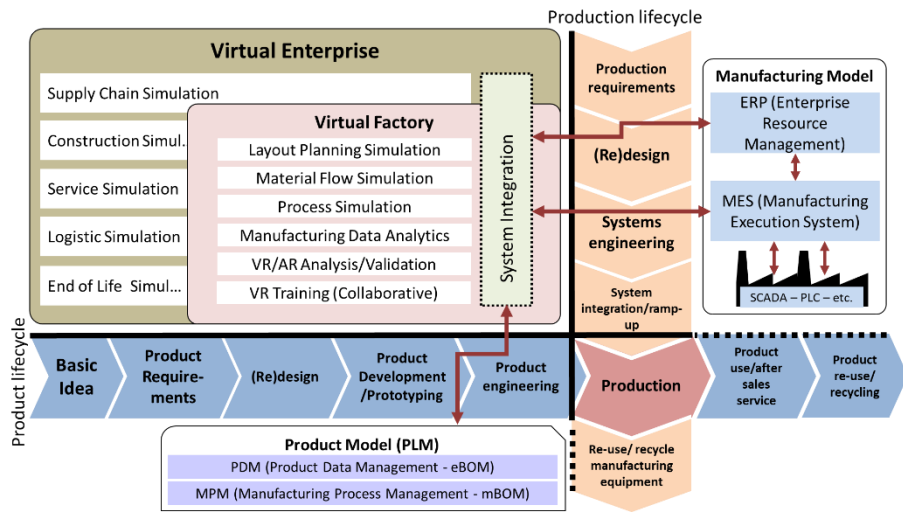 Production lifecycle
Virtual Enterprise
Supply Chain Simulation
Construction Simul..
Service Simulation
Logistic Simulation
End of Life Simul...
Virtual Factory
Layout Planning Simulation
Material Flow Simulation
Process Simulation
Manufacturing Data Analytics
VR/AR Analysis/Validation
VR Training (Collaborative)
System Integration
Production
requirements
(Re)design
Systems
engineering
System
integration/ramp-
up
Manufacturing Model
ERP (Enterprise
Resource
Management)
MES (Manufacturing
Execution System)
SCADA – PLC – etc.
Product lifecycle
Basic
Idea
Product
Require-
ments
(Re)design
Product
Development
/Prototyping
Product
engineering
Production
Product
use/after
sales
service
Product
re-use/
recycling
Re-use/ recycle
manufacturing
equipment
Product Model (PLM)
PDM (Product Data Management - eBOM)
MPM (Manufacturing Process Management - mBOM)